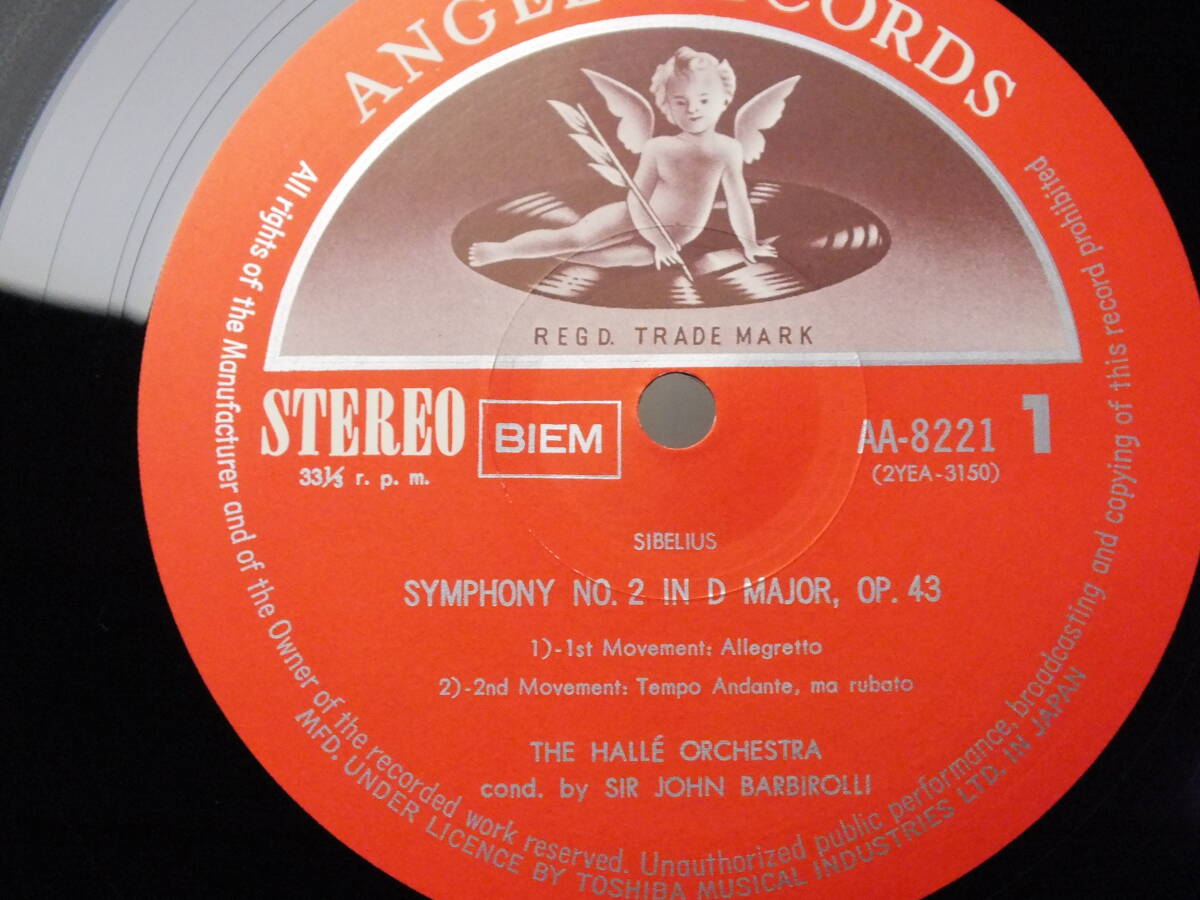 ANGEL RECORDS
REGD. TRADE MARK
STEREO
33⅓ r. p. m.
BIEM
AA-8221 1
(2YEA-3150)
SIBELIUS
SYMPHONY NO. 2 IN D MAJOR, OP. 43
1)-1st Movement: Allegretto
2)-2nd Movement: Tempo Andante, ma rubato
THE HALLÉ ORCHESTRA
cond. by SIR JOHN BARBIROLLI
All rights of the Manufacturer and of the Owner of the recorded work reserved. Unauthorized public performance, broadcasting and copying of this record prohibited
MFD. UNDER LICENCE BY TOSHIBA MUSICAL INDUSTRIES LTD. IN JAPAN